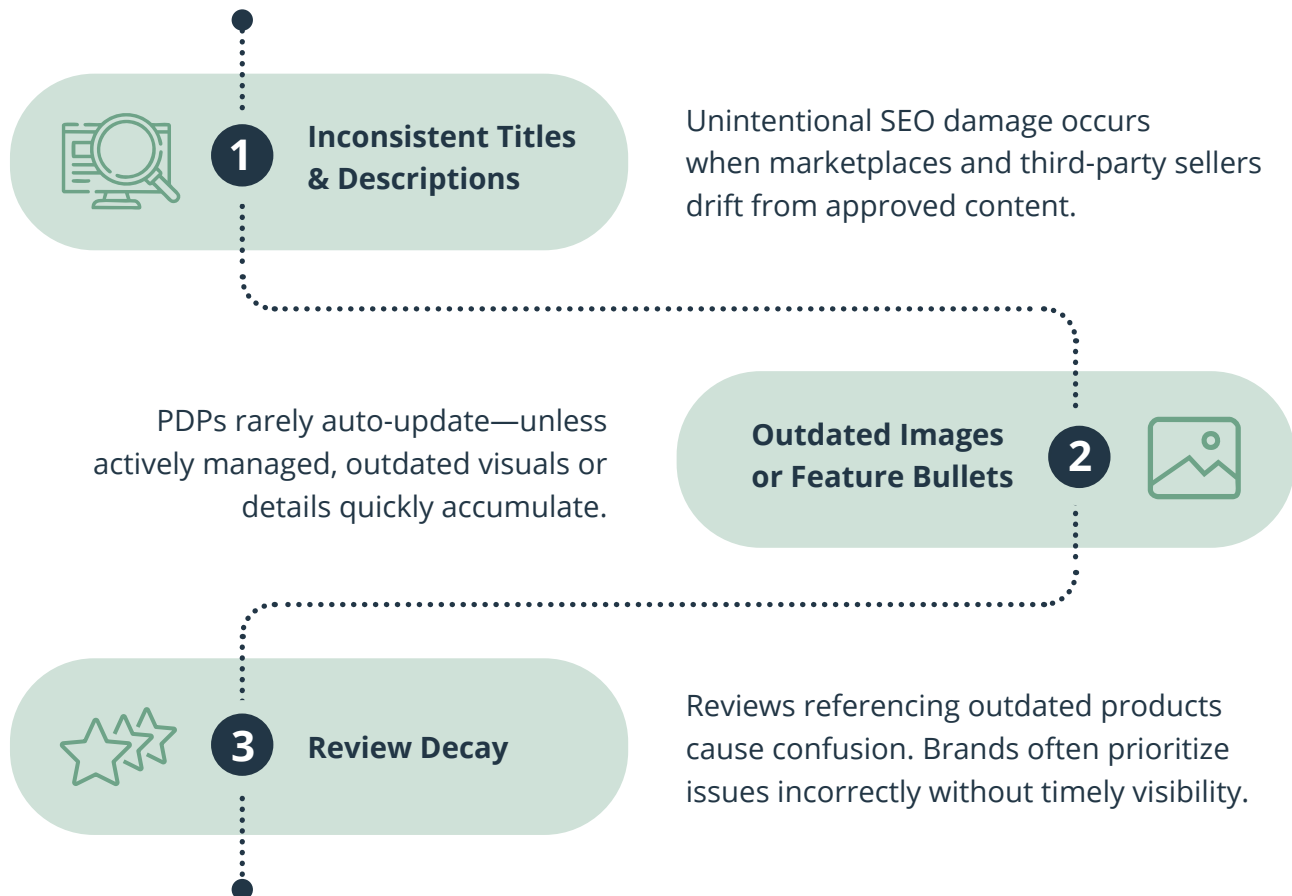 1
Inconsistent Titles
& Descriptions
Unintentional SEO damage occurs
when marketplaces and third-party sellers
drift from approved content.
PDPs rarely auto-update—unless
actively managed, outdated visuals or
details quickly accumulate.
Outdated Images
or Feature Bullets
2
3
Review Decay
Reviews referencing outdated products
cause confusion. Brands often prioritize
issues incorrectly without timely visibility.